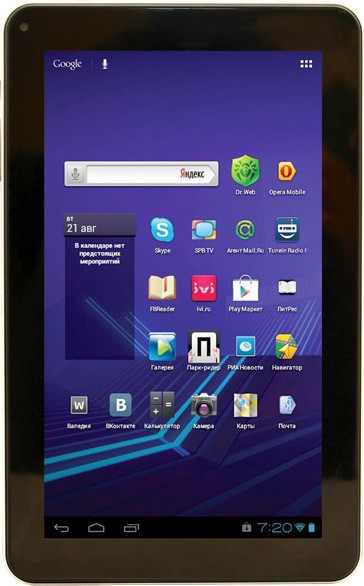 Google
Яндекс
Dr.Web
Opera Mobile
ВТ
21 авг
В календаре нет
предстоящих
мероприятий
Skype
SPB TV
Агент Mail.Ru
TuneIn Radio
FBReader
ivi
ivi.ru
Play Маркет
ЛитРес
Галерея
П
Парк-ридер
РИА Новости
Навигатор
W
B
Вапедия
ВКонтакте
Калькулятор
Камера
Карты
Почта
7:20